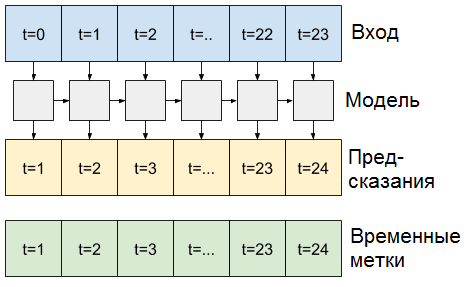 t=0 t=1 t=2 t=.. t=22 t=23 Вход
Модель
t=1 t=2 t=3 t=... t=23 t=24 Пред-
сказания
t=1 t=2 t=3 t=... t=23 t=24 Временные
метки